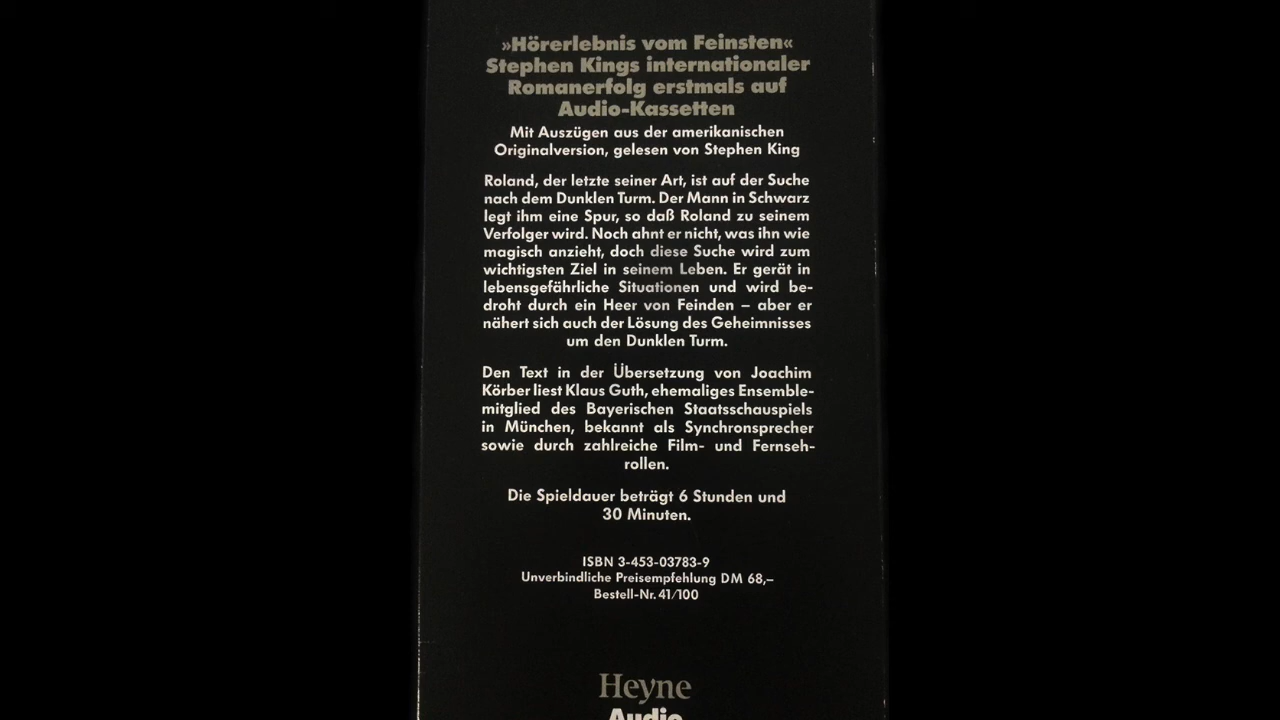 »Hörerlebnis vom Feinsten«
Stephen Kings internationaler
Romanerfolg erstmals auf
Audio-Kassetten
Mit Auszügen aus der amerikanischen
Originalversion, gelesen von Stephen King
Roland, der letzte seiner Art, ist auf der Suche
nach dem Dunklen Turm. Der Mann in Schwarz
legt ihm eine Spur, so daß Roland zu seinem
Verfolger wird. Noch ahnt er nicht, was ihn wie
magisch anzieht, doch diese Suche wird zum
wichtigsten Ziel in seinem Leben. Er gerät in
lebensgefährliche Situationen und wird be-
droht durch ein Heer von Feinden – aber er
nähert sich auch der Lösung des Geheimnisses
um den Dunklen Turm.
Den Text in der Übersetzung von Joachim
Körber liest Klaus Guth, ehemaliges Ensemble-
mitglied des Bayerischen Staatsschauspiels
in München, bekannt als Synchronsprecher
sowie durch zahlreiche Film- und Fernseh-
rollen.
Die Spieldauer beträgt 6 Stunden und
30 Minuten.
ISBN 3-453-03783-9
Unverbindliche Preisempfehlung DM 68,–
Bestell-Nr. 41/100
Heyne
Audio